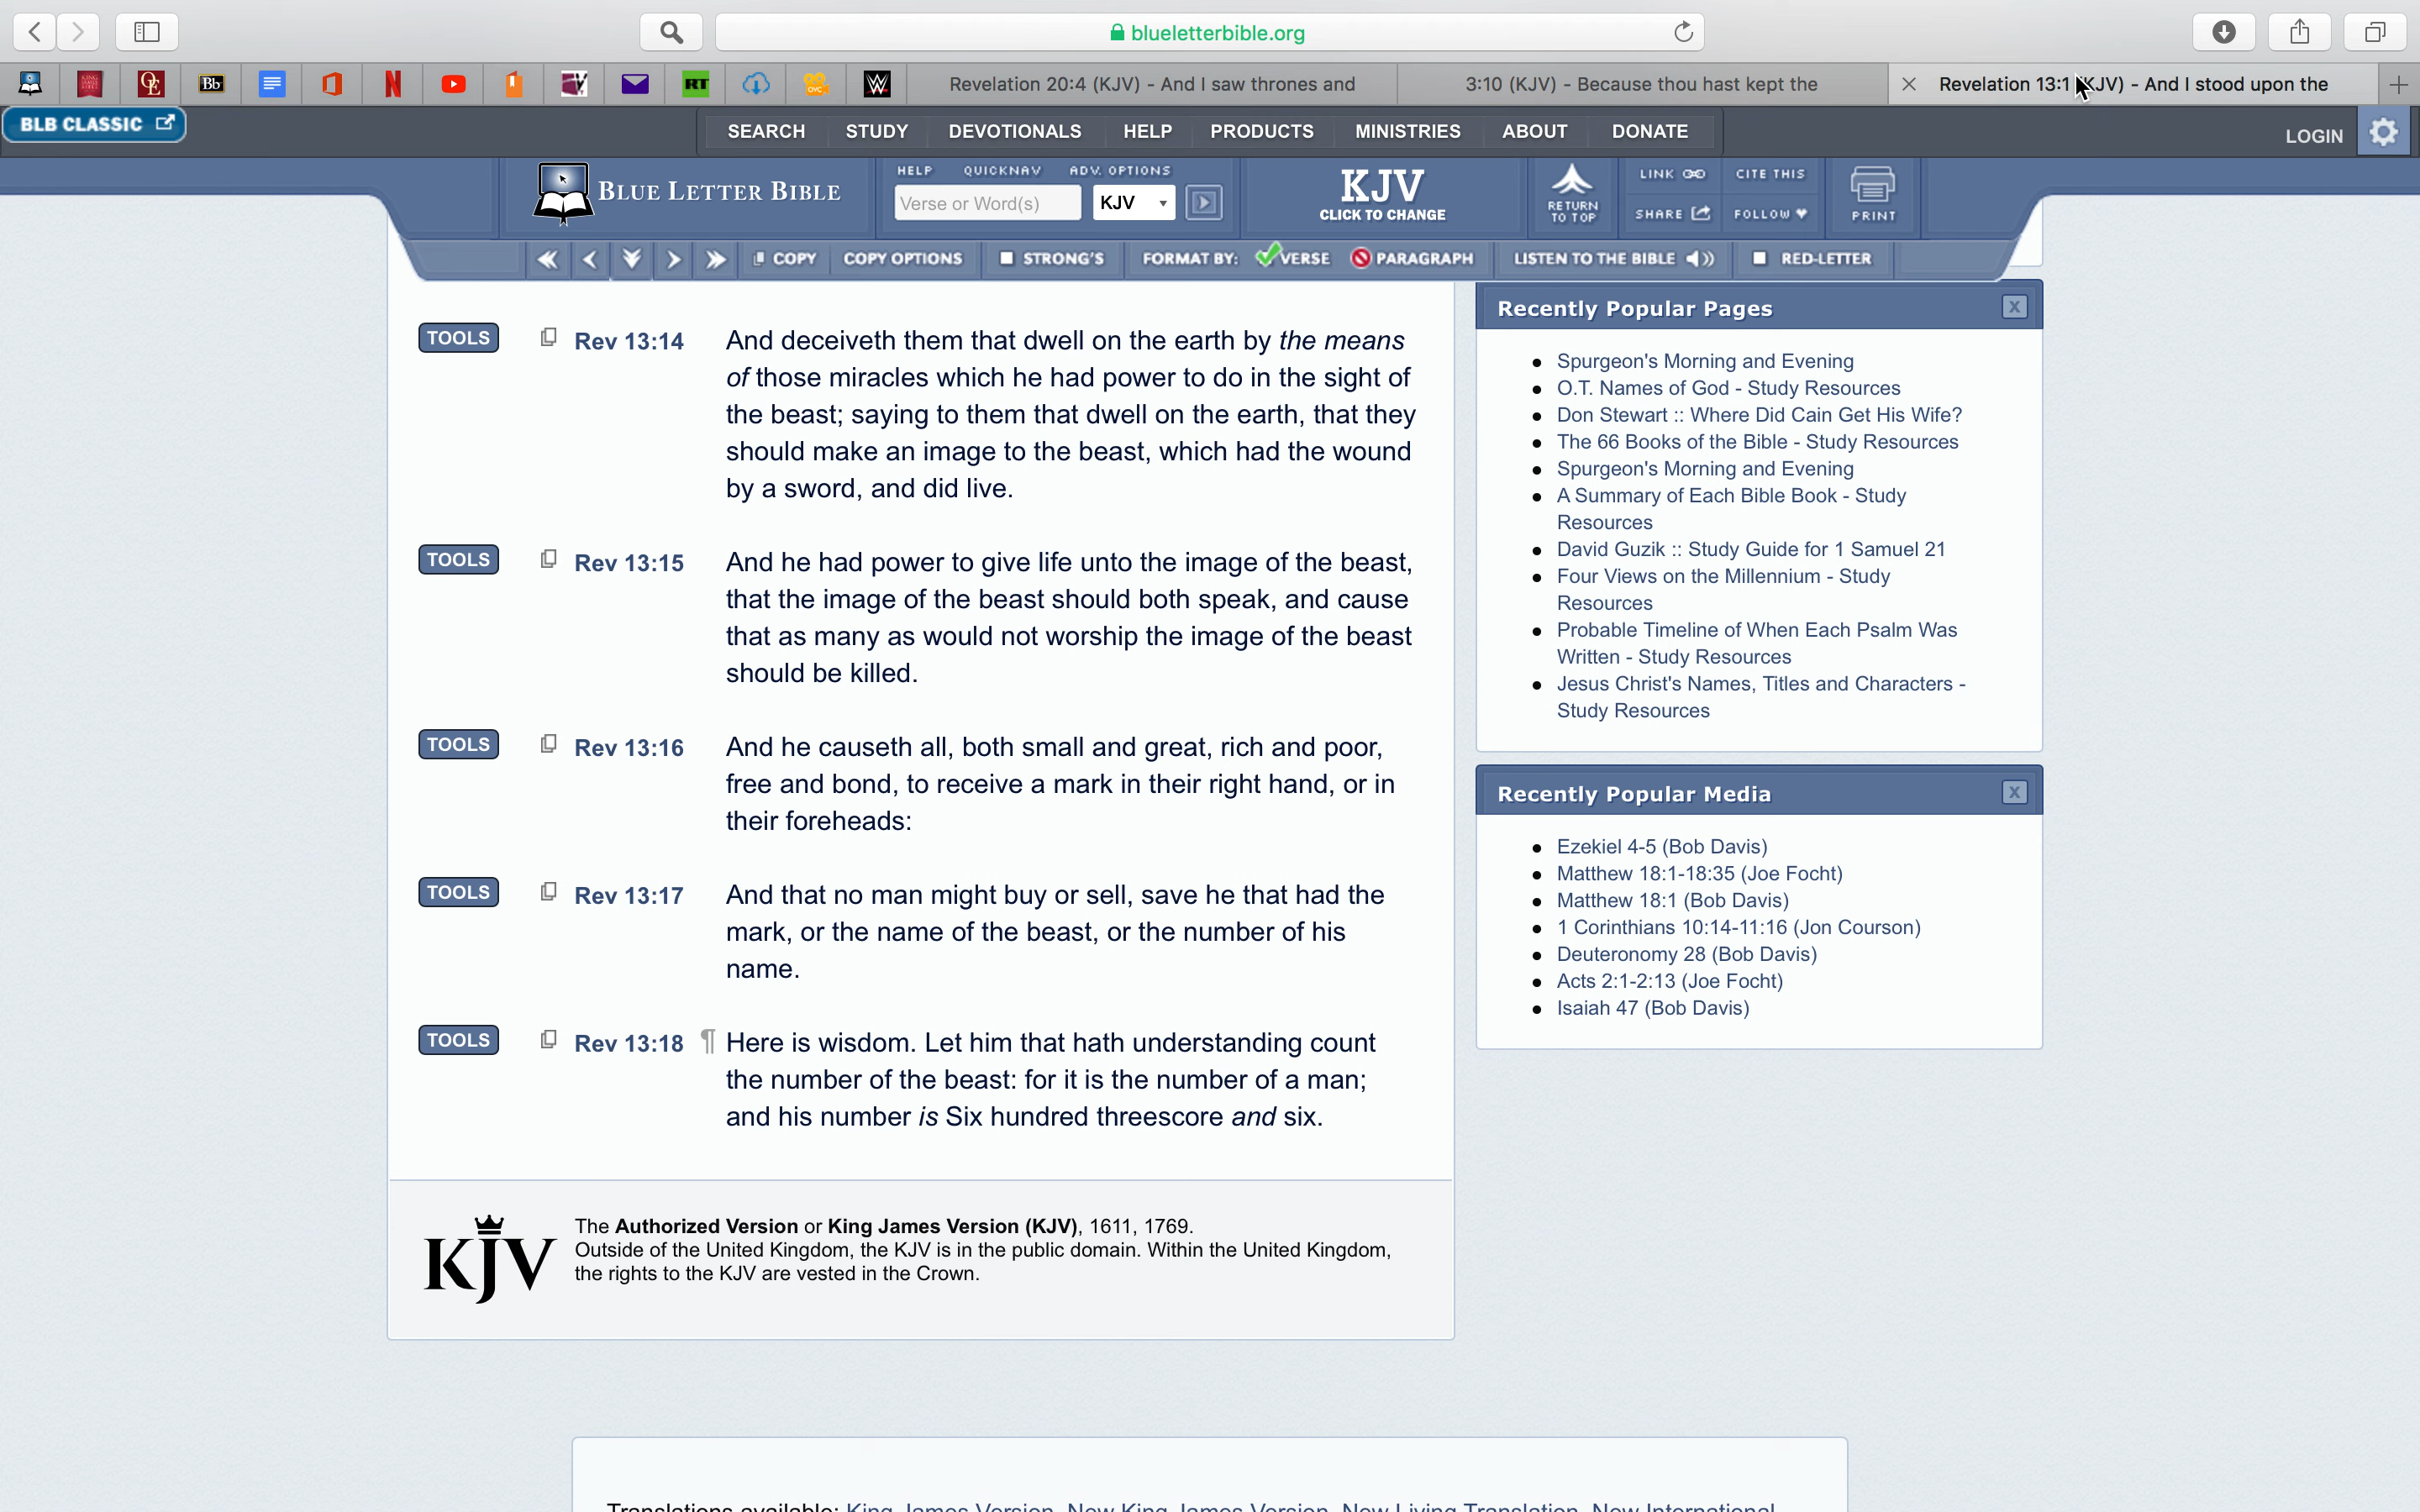 blueletterbible.org
Bb
N
RT
OVC
W
Revelation 20:4 (KJV) - And I saw thrones and
3:10 (KJV) - Because thou hast kept the
Revelation 13:1 (KJV) - And I stood upon the
BLB CLASSIC
SEARCH STUDY DEVOTIONALS HELP PRODUCTS MINISTRIES ABOUT DONATE
LOGIN
BLUE LETTER BIBLE
HELP QUICKNAV ADV. OPTIONS
Verse or Word(s)
KJV
KJV
CLICK TO CHANGE
RETURN
TO TOP
LINK CITE THIS
SHARE FOLLOW
PRINT
COPY COPY OPTIONS STRONG'S FORMAT BY: VERSE PARAGRAPH LISTEN TO THE BIBLE RED-LETTER
TOOLS Rev 13:14 And deceiveth them that dwell on the earth by the means
of those miracles which he had power to do in the sight of
the beast; saying to them that dwell on the earth, that they
should make an image to the beast, which had the wound
by a sword, and did live.
TOOLS Rev 13:15 And he had power to give life unto the image of the beast,
that the image of the beast should both speak, and cause
that as many as would not worship the image of the beast
should be killed.
TOOLS Rev 13:16 And he causeth all, both small and great, rich and poor,
free and bond, to receive a mark in their right hand, or in
their foreheads:
TOOLS Rev 13:17 And that no man might buy or sell, save he that had the
mark, or the name of the beast, or the number of his
name.
TOOLS Rev 13:18 ¶ Here is wisdom. Let him that hath understanding count
the number of the beast: for it is the number of a man;
and his number is Six hundred threescore and six.
KJV
The Authorized Version or King James Version (KJV), 1611, 1769.
Outside of the United Kingdom, the KJV is in the public domain. Within the United Kingdom,
the rights to the KJV are vested in the Crown.
Recently Popular Pages
X
Spurgeon's Morning and Evening
O.T. Names of God - Study Resources
Don Stewart :: Where Did Cain Get His Wife?
The 66 Books of the Bible - Study Resources
Spurgeon's Morning and Evening
A Summary of Each Bible Book - Study
Resources
David Guzik :: Study Guide for 1 Samuel 21
Four Views on the Millennium - Study
Resources
Probable Timeline of When Each Psalm Was
Written - Study Resources
Jesus Christ's Names, Titles and Characters -
Study Resources
Recently Popular Media
X
Ezekiel 4-5 (Bob Davis)
Matthew 18:1-18:35 (Joe Focht)
Matthew 18:1 (Bob Davis)
1 Corinthians 10:14-11:16 (Jon Courson)
Deuteronomy 28 (Bob Davis)
Acts 2:1-2:13 (Joe Focht)
Isaiah 47 (Bob Davis)
Translations available: King James Version, New King James Version, New Living Translation, New International